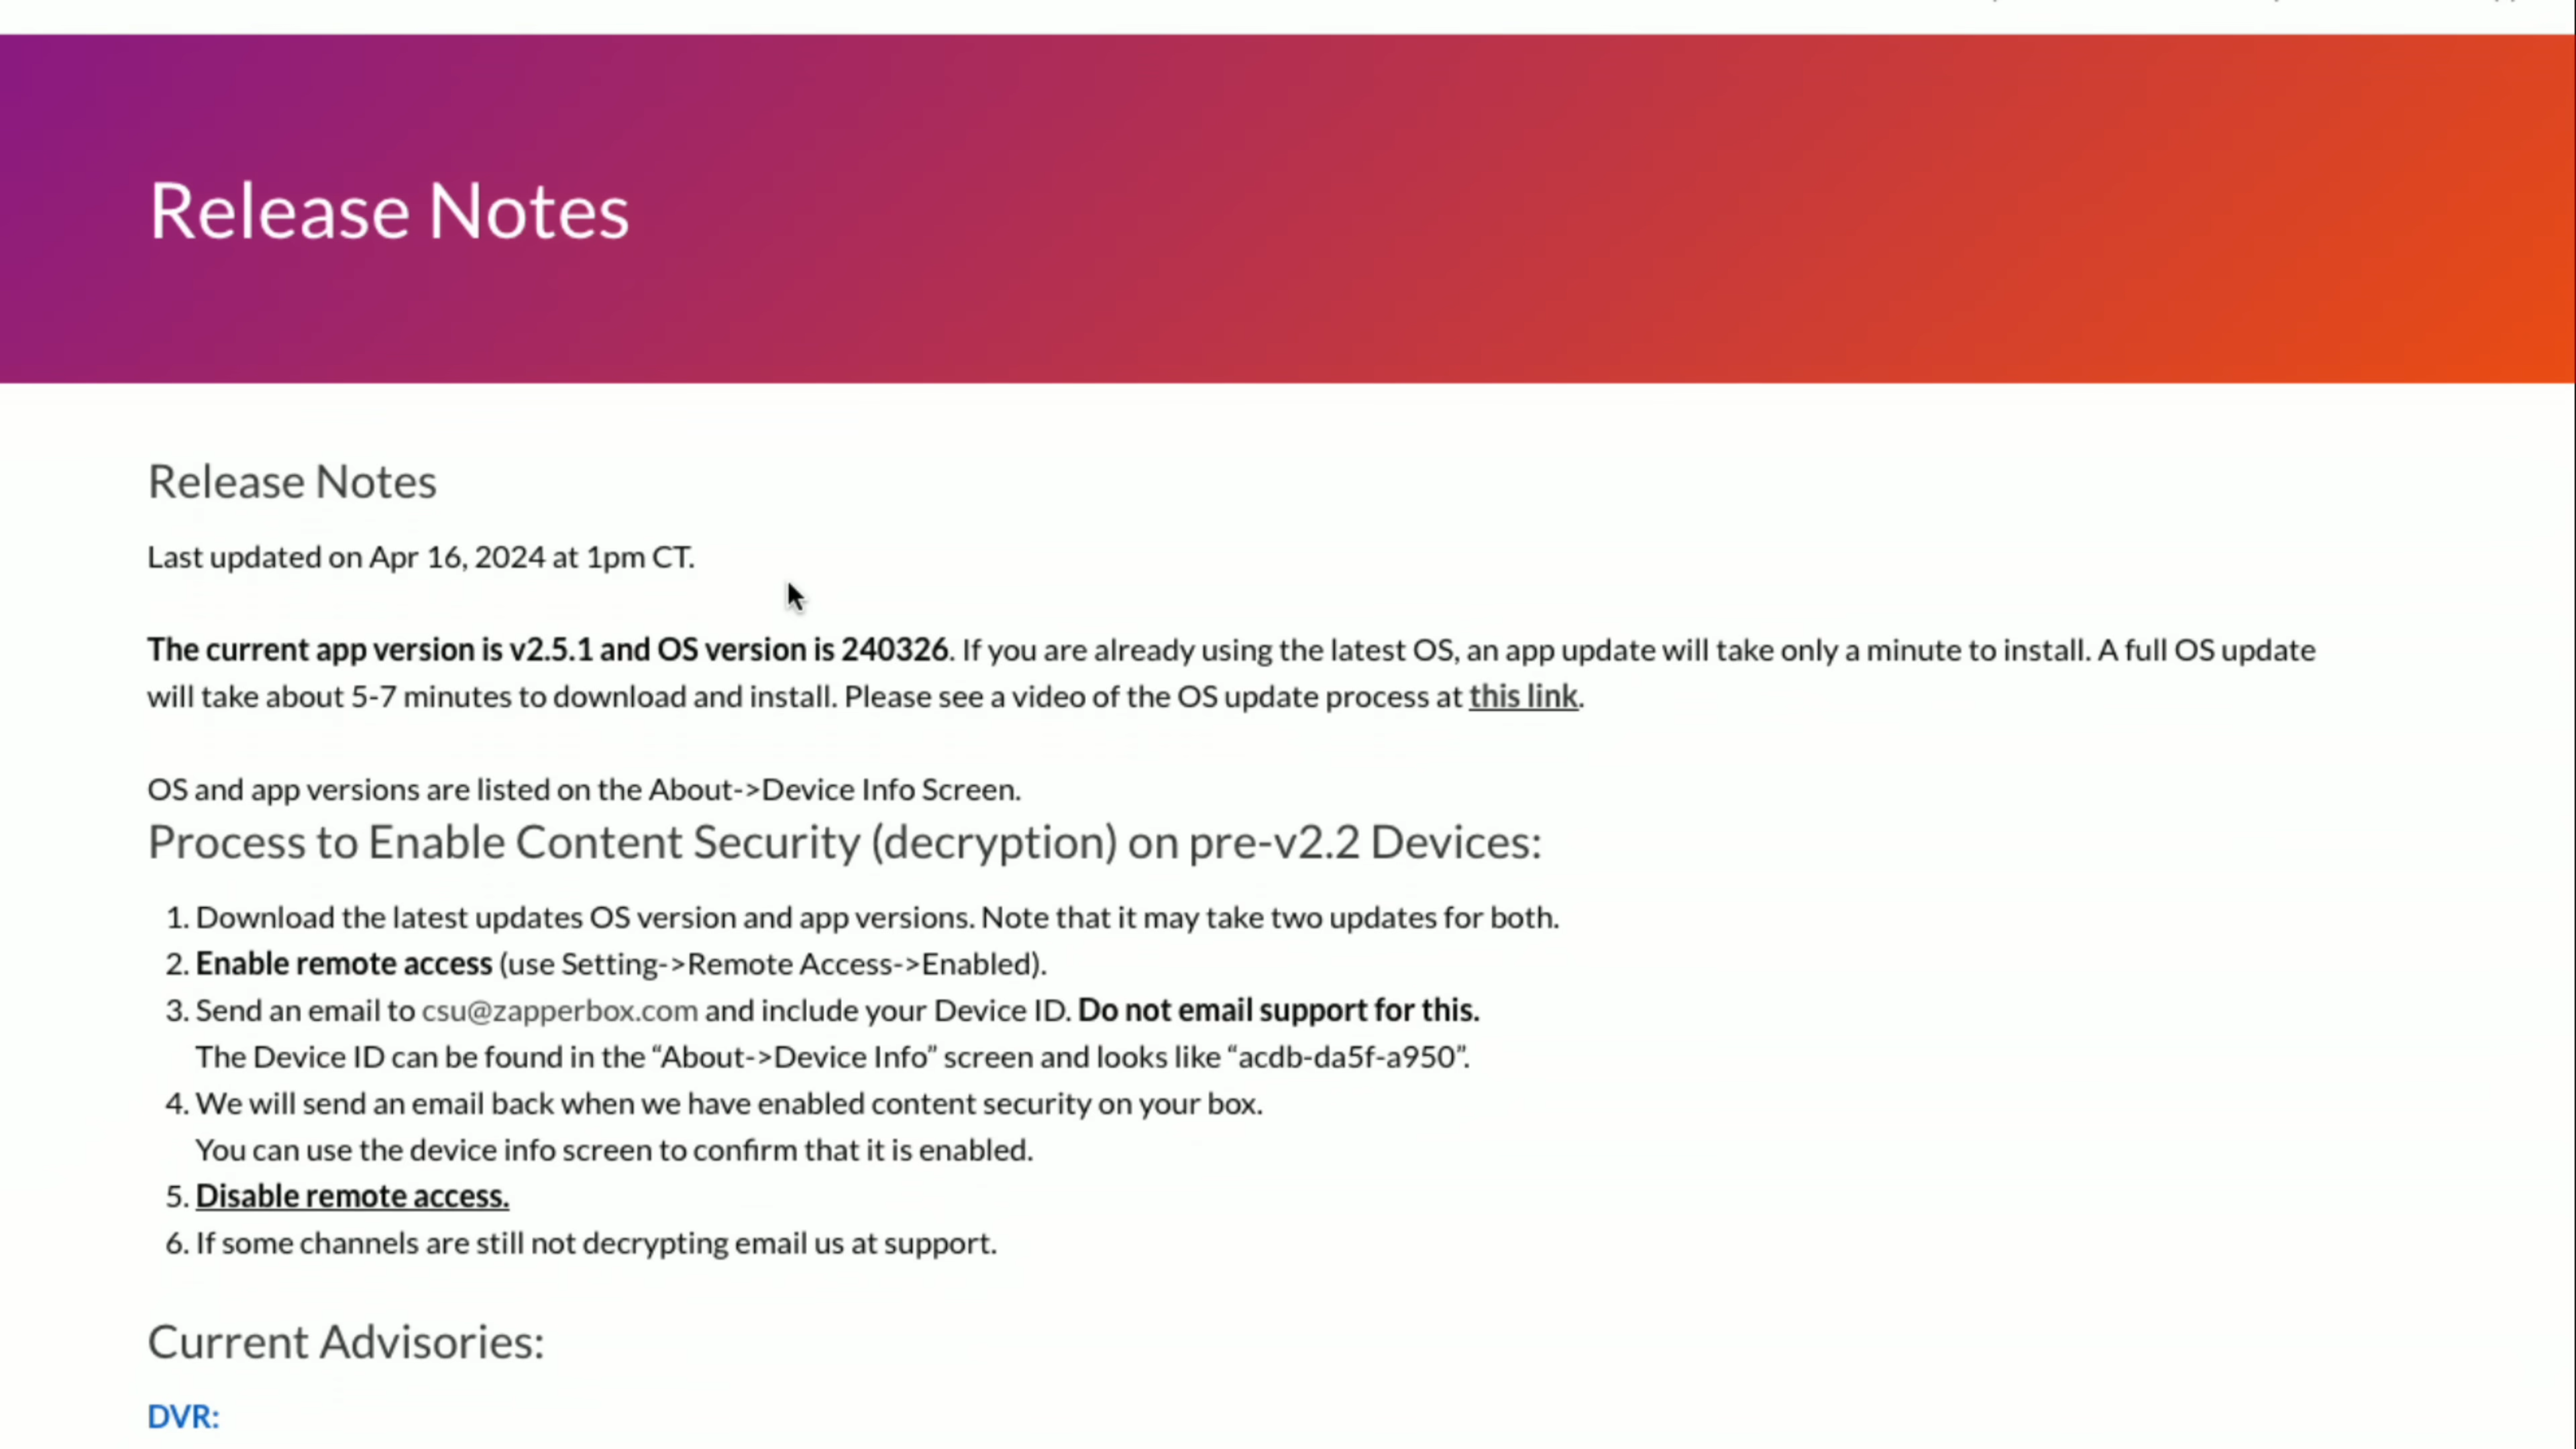 Release Notes
Release Notes
Last updated on Apr 16, 2024 at 1pm CT.
The current app version is v2.5.1 and OS version is 240326. If you are already using the latest OS, an app update will take only a minute to install. A full OS update
will take about 5-7 minutes to download and install. Please see a video of the OS update process at this link.
OS and app versions are listed on the About->Device Info Screen.
Process to Enable Content Security (decryption) on pre-v2.2 Devices:
1. Download the latest updates OS version and app versions. Note that it may take two updates for both.
2. Enable remote access (use Setting->Remote Access->Enabled).
3. Send an email to csu@zapperbox.com and include your Device ID. Do not email support for this.
The Device ID can be found in the “About->Device Info” screen and looks like “acdb-da5f-a950”.
4. We will send an email back when we have enabled content security on your box.
You can use the device info screen to confirm that it is enabled.
5. Disable remote access.
6. If some channels are still not decrypting email us at support.
Current Advisories:
DVR: